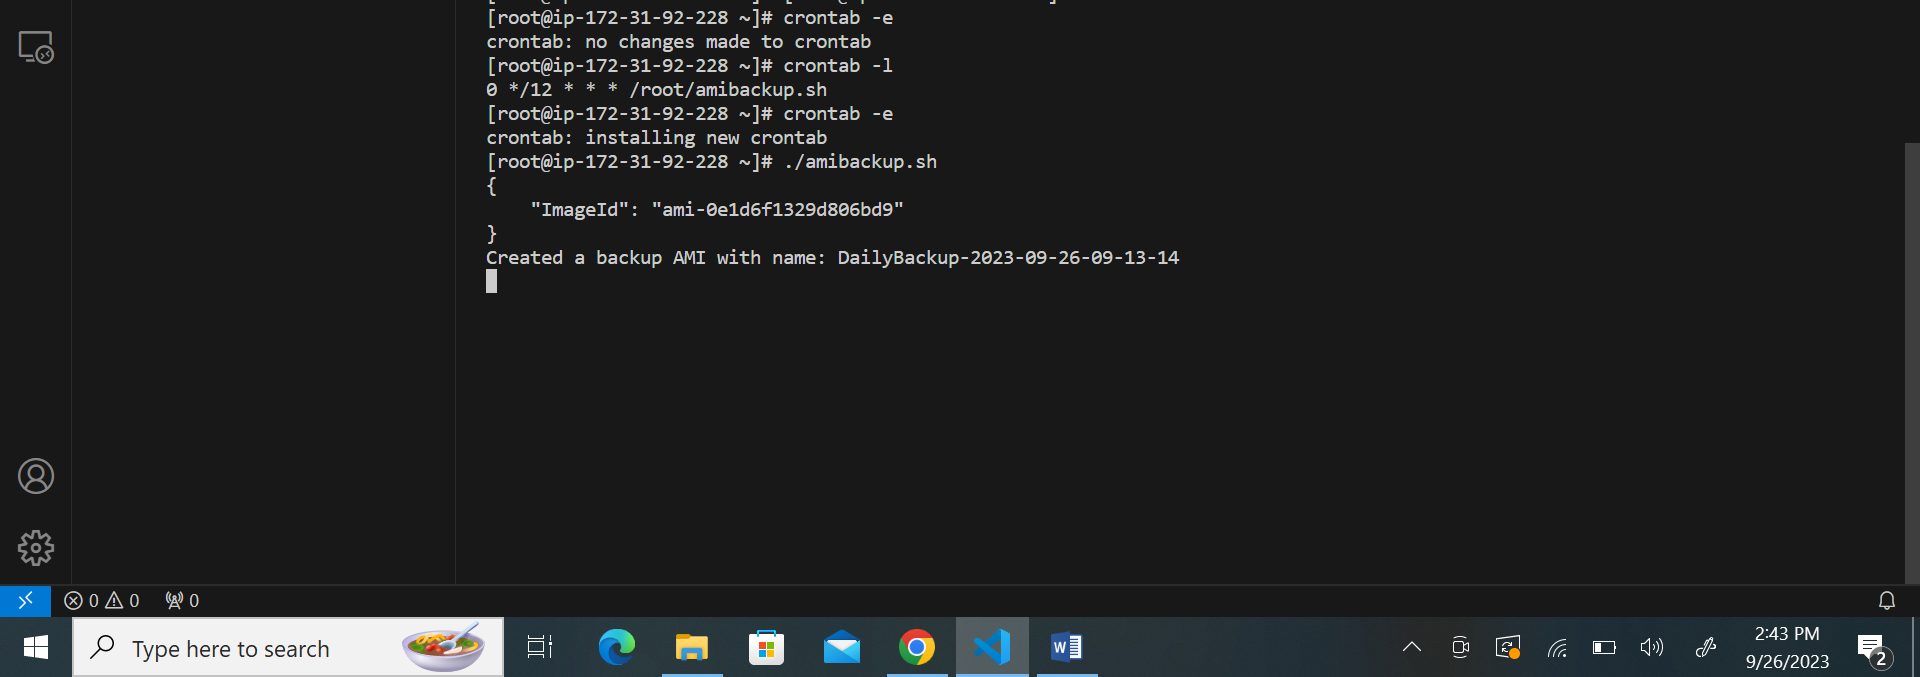 [root@ip-172-31-92-228 ~]# crontab -e
crontab: no changes made to crontab
[root@ip-172-31-92-228 ~]# crontab -l
0 */12 * * * /root/amibackup.sh
[root@ip-172-31-92-228 ~]# crontab -e
crontab: installing new crontab
[root@ip-172-31-92-228 ~]# ./amibackup.sh
{
    "ImageId": "ami-0e1d6f1329d806bd9"
}
Created a backup AMI with name: DailyBackup-2023-09-26-09-13-14
0 0 0
Type here to search
W
2:43 PM
9/26/2023
2